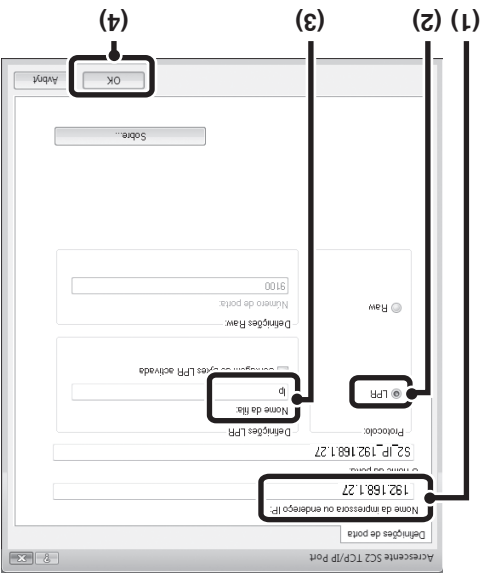 Acrescente SC2 TCP/IP Port
Definições de porta
Nome da impressora ou endereço IP:
192.168.1.27
O nome da porta:
S2_IP_192.168.1.27
Protocolo:
LPR
Raw
Definições LPR
Nome da fila:
lp
de Bytes LPR activada
Definições Raw:
Número de porta:
9100
Sobre...
OK
Avbryt
(1) (2) (3) (4)